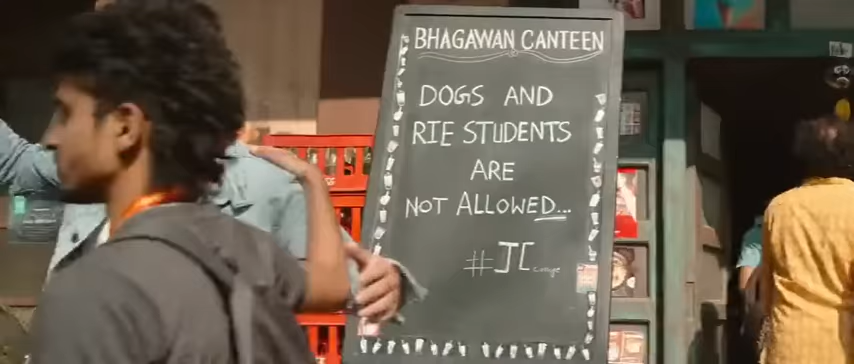 BHAGAWAN CANTEEN
DOGS AND
RIE STUDENTS
ARE
NOT ALLOWED...
#JC